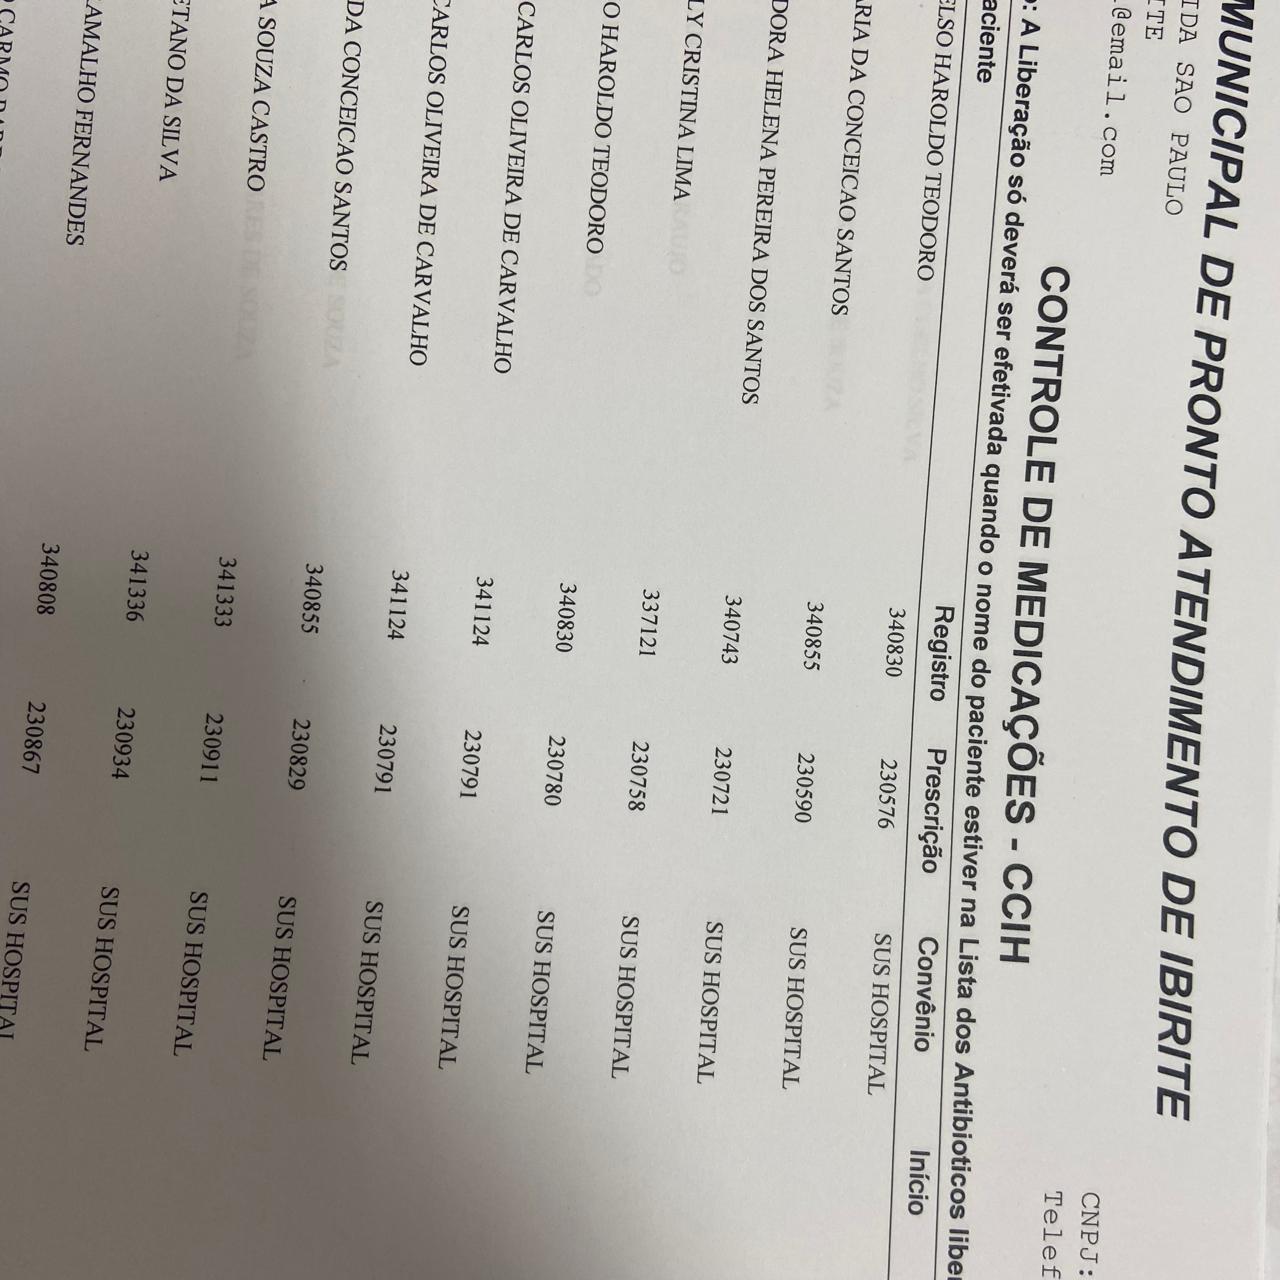 MUNICIPAL DE PRONTO ATENDIMENTO DE IBIRITE
IDA SAO PAULO
TTE
@email.com
CNPJ:
Telef
CONTROLE DE MEDICAÇÕES - CCIH
: A Liberação só deverá ser efetivada quando o nome do paciente estiver na Lista dos Antibioticos liber
aciente Registro Prescrição Convênio Início
ELSO HAROLDO TEODORO 340830 230576 SUS HOSPITAL
ARIA DA CONCEICAO SANTOS 340855 230590 SUS HOSPITAL
DORA HELENA PEREIRA DOS SANTOS 340743 230721 SUS HOSPITAL
LY CRISTINA LIMA 337121 230758 SUS HOSPITAL
O HAROLDO TEODORO 340830 230780 SUS HOSPITAL
CARLOS OLIVEIRA DE CARVALHO 341124 230791 SUS HOSPITAL
CARLOS OLIVEIRA DE CARVALHO 341124 230791 SUS HOSPITAL
DA CONCEICAO SANTOS 340855 230829 SUS HOSPITAL
A SOUZA CASTRO 341333 230911 SUS HOSPITAL
ETANO DA SILVA 341336 230934 SUS HOSPITAL
AMALHO FERNANDES 340808 230867 SUS HOSPITAL
CARMO SUS HOSPITAL